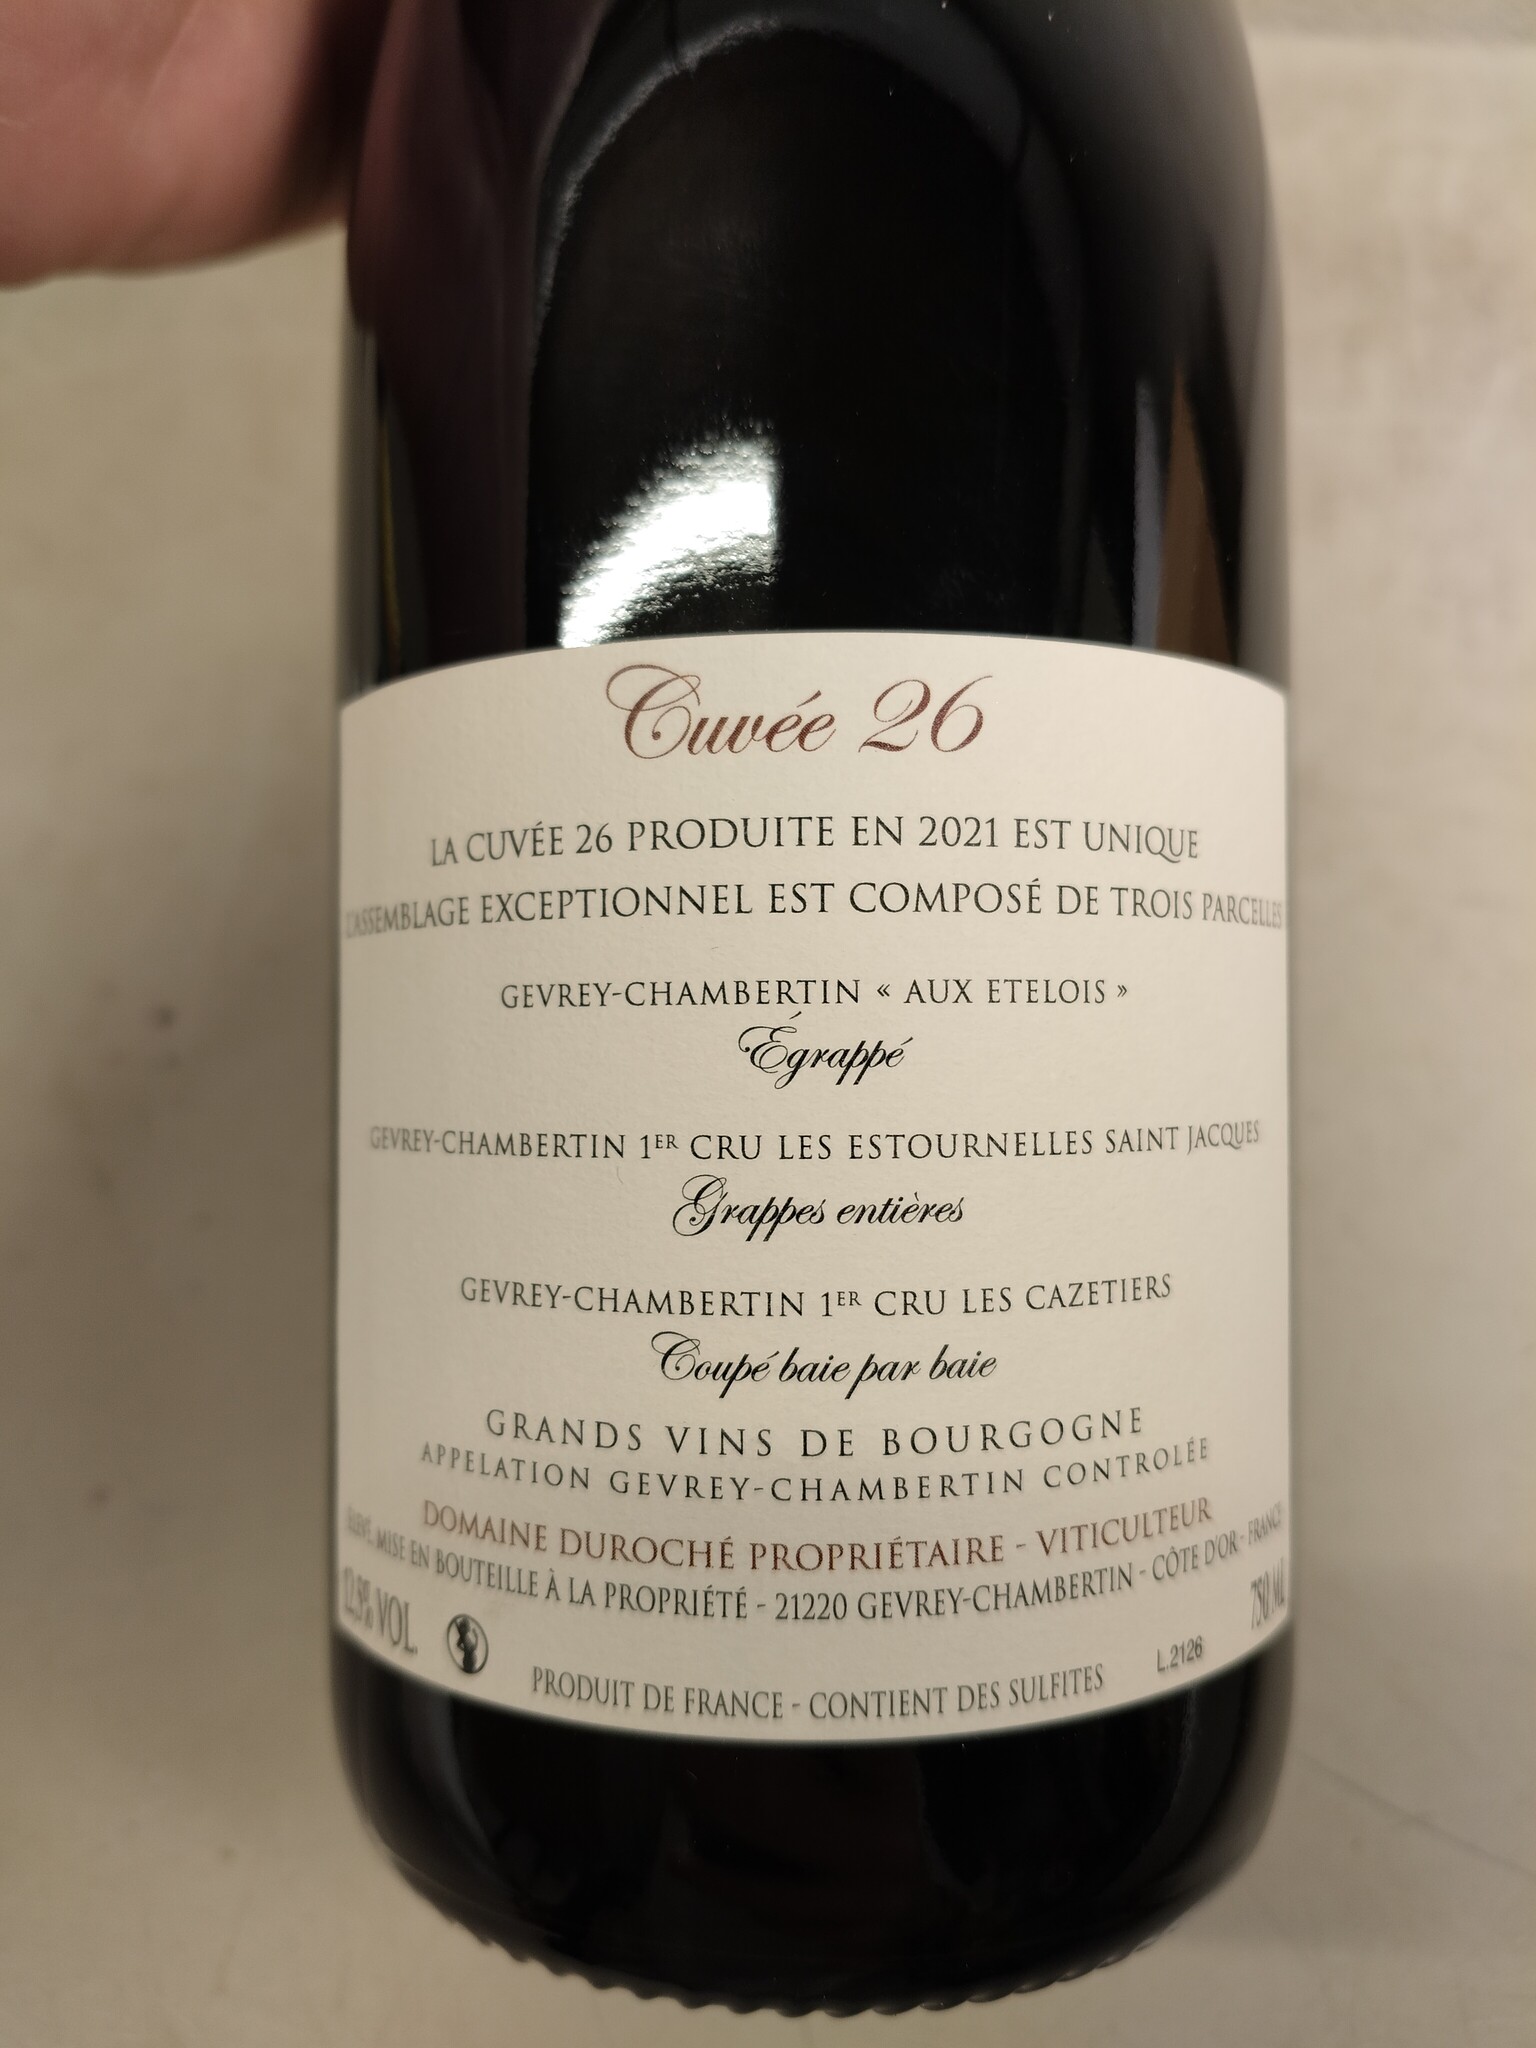 Cuvée 26
LA CUVÉE 26 PRODUITE EN 2021 EST UNIQUE
L'ASSEMBLAGE EXCEPTIONNEL EST COMPOSÉ DE TROIS PARCELLES
GEVREY-CHAMBERTIN « AUX ETELOIS »
Égrappé
GEVREY-CHAMBERTIN 1ER CRU LES ESTOURNELLES SAINT JACQUES
Grappes entières
GEVREY-CHAMBERTIN 1ER CRU LES CAZETIERS
Coupé baie par baie
GRANDS VINS DE BOURGOGNE
APPELATION GEVREY-CHAMBERTIN CONTROLÉE
DOMAINE DUROCHÉ PROPRIÉTAIRE - VITICULTEUR
MISE EN BOUTEILLE À LA PROPRIÉTÉ - 21220 GEVREY-CHAMBERTIN - CÔTE D'OR - FRANCE
12.5% VOL. 750 ML
L.2126
PRODUIT DE FRANCE - CONTIENT DES SULFITES